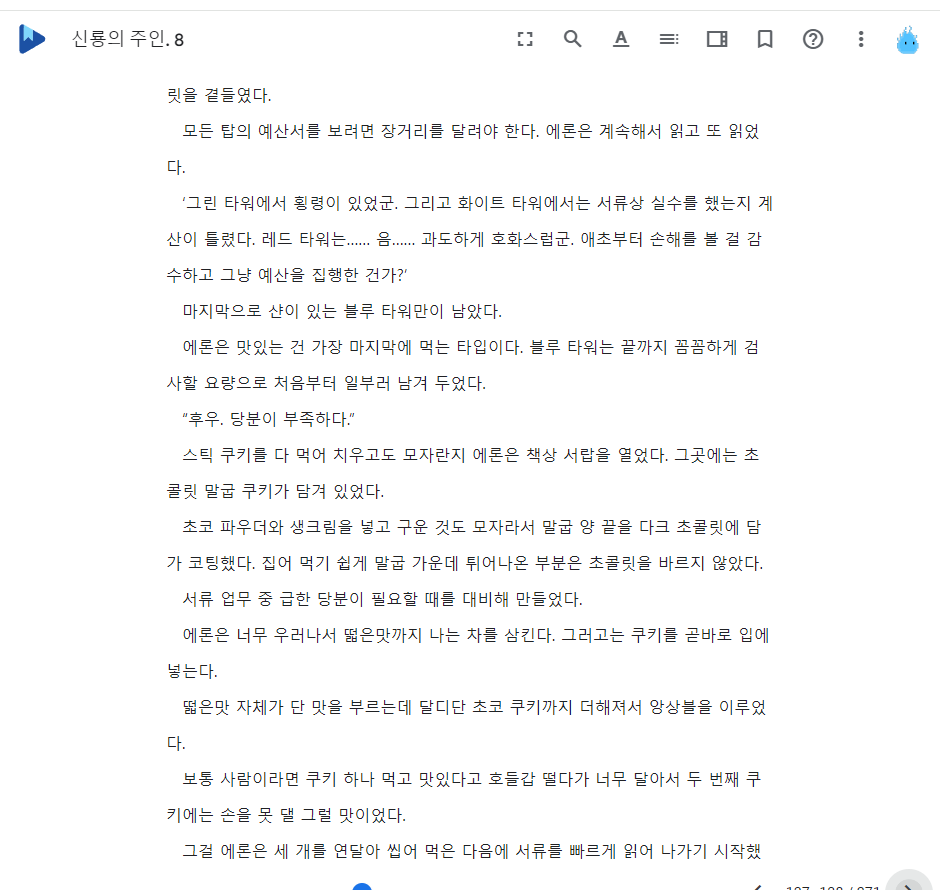 신룡의 주인. 8
릿을 곁들였다.
모든 탑의 예산서를 보려면 장거리를 달려야 한다. 에론은 계속해서 읽고 또 읽었
다.
‘그린 타워에서 횡령이 있었군. 그리고 화이트 타워에서는 서류상 실수를 했는지 계
산이 틀렸다. 레드 타워는…… 음…… 과도하게 호화스럽군. 애초부터 손해를 볼 걸 감
수하고 그냥 예산을 집행한 건가?’
마지막으로 샨이 있는 블루 타워만이 남았다.
에론은 맛있는 건 가장 마지막에 먹는 타입이다. 블루 타워는 끝까지 꼼꼼하게 검
사할 요량으로 처음부터 일부러 남겨 두었다.
“후우. 당분이 부족하다.”
스틱 쿠키를 다 먹어 치우고도 모자란지 에론은 책상 서랍을 열었다. 그곳에는 초
콜릿 말굽 쿠키가 담겨 있었다.
초코 파우더와 생크림을 넣고 구운 것도 모자라서 말굽 양 끝을 다크 초콜릿에 담
가 코팅했다. 집어 먹기 쉽게 말굽 가운데 튀어나온 부분은 초콜릿을 바르지 않았다.
서류 업무 중 급한 당분이 필요할 때를 대비해 만들었다.
에론은 너무 우러나서 떫은맛까지 나는 차를 삼킨다. 그러고는 쿠키를 곧바로 입에
넣는다.
떫은맛 자체가 단 맛을 부르는데 달디단 초코 쿠키까지 더해져서 앙상블을 이루었
다.
보통 사람이라면 쿠키 하나 먹고 맛있다고 호들갑 떨다가 너무 달아서 두 번째 쿠
키에는 손을 못 댈 그럴 맛이었다.
그걸 에론은 세 개를 연달아 씹어 먹은 다음에 서류를 빠르게 읽어 나가기 시작했